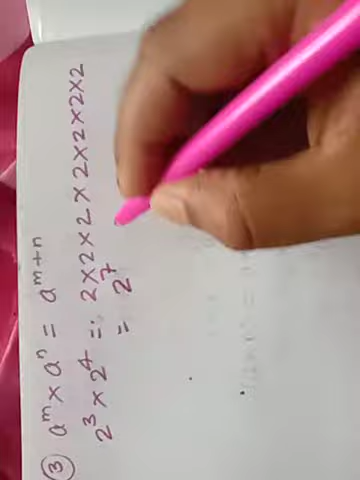 ③ aᵐ × aⁿ = aᵐ⁺ⁿ
2³ × 2⁴ = 2×2×2×2×2×2×2
= 2⁷